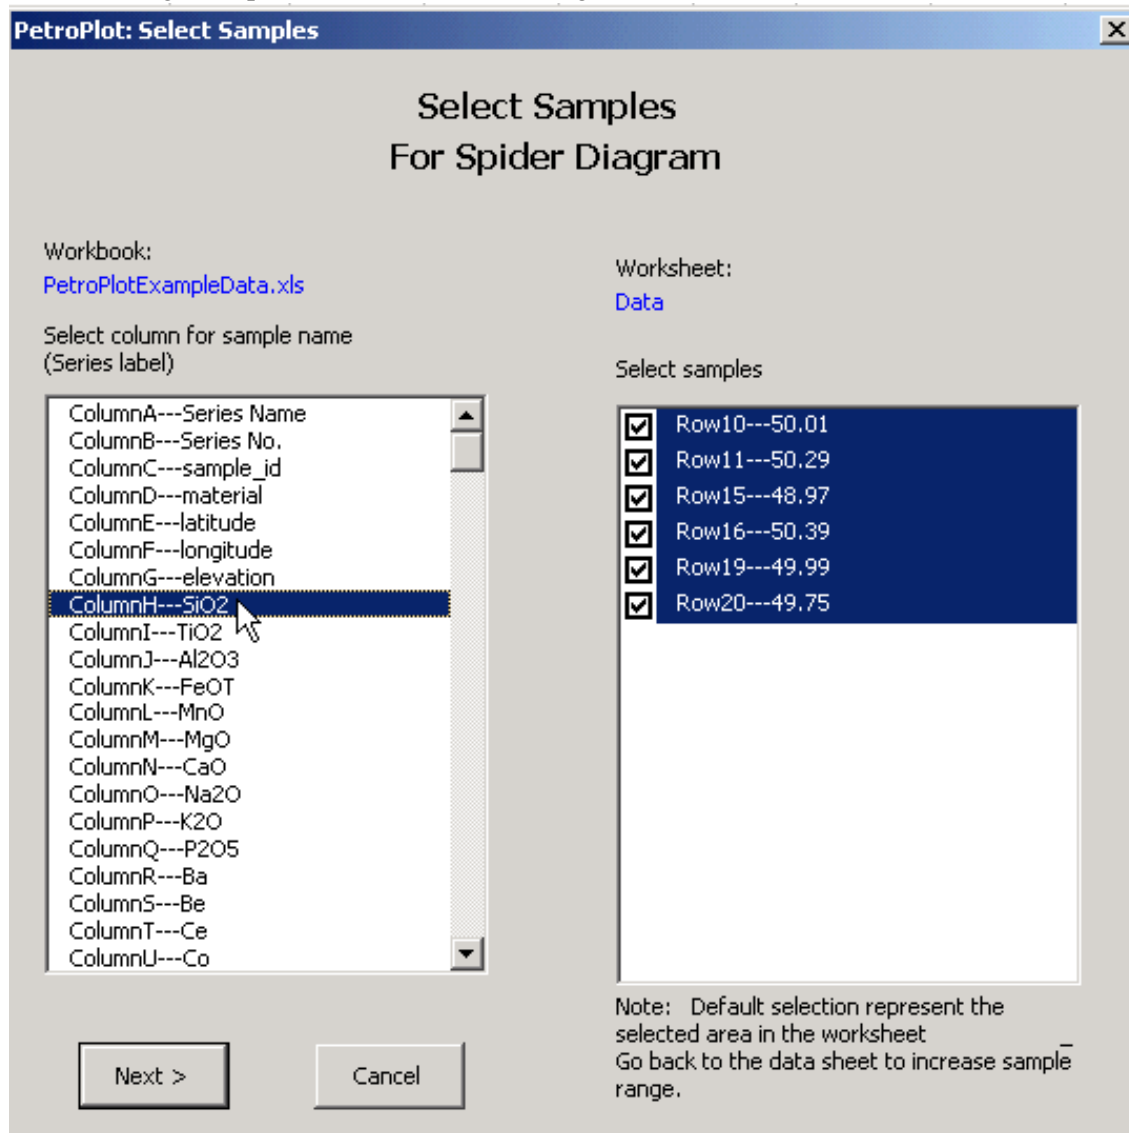 PetroPlot: Select Samples
Select Samples
For Spider Diagram
Workbook:
PetroPlotExampleData.xls
Select column for sample name
(Series label)
ColumnA---Series Name
ColumnB---Series No.
ColumnC---sample_id
ColumnD---material
ColumnE---latitude
ColumnF---longitude
ColumnG---elevation
ColumnH---SiO2
ColumnI---TiO2
ColumnJ---Al2O3
ColumnK---FeOT
ColumnL---MnO
ColumnM---MgO
ColumnN---CaO
ColumnO---Na2O
ColumnP---K2O
ColumnQ---P2O5
ColumnR---Ba
ColumnS---Be
ColumnT---Ce
ColumnU---Co
Next >
Cancel
Worksheet:
Data
Select samples
Row10---50.01
Row11---50.29
Row15---48.97
Row16---50.39
Row19---49.99
Row20---49.75
Note: Default selection represent the
selected area in the worksheet _
Go back to the data sheet to increase sample
range.